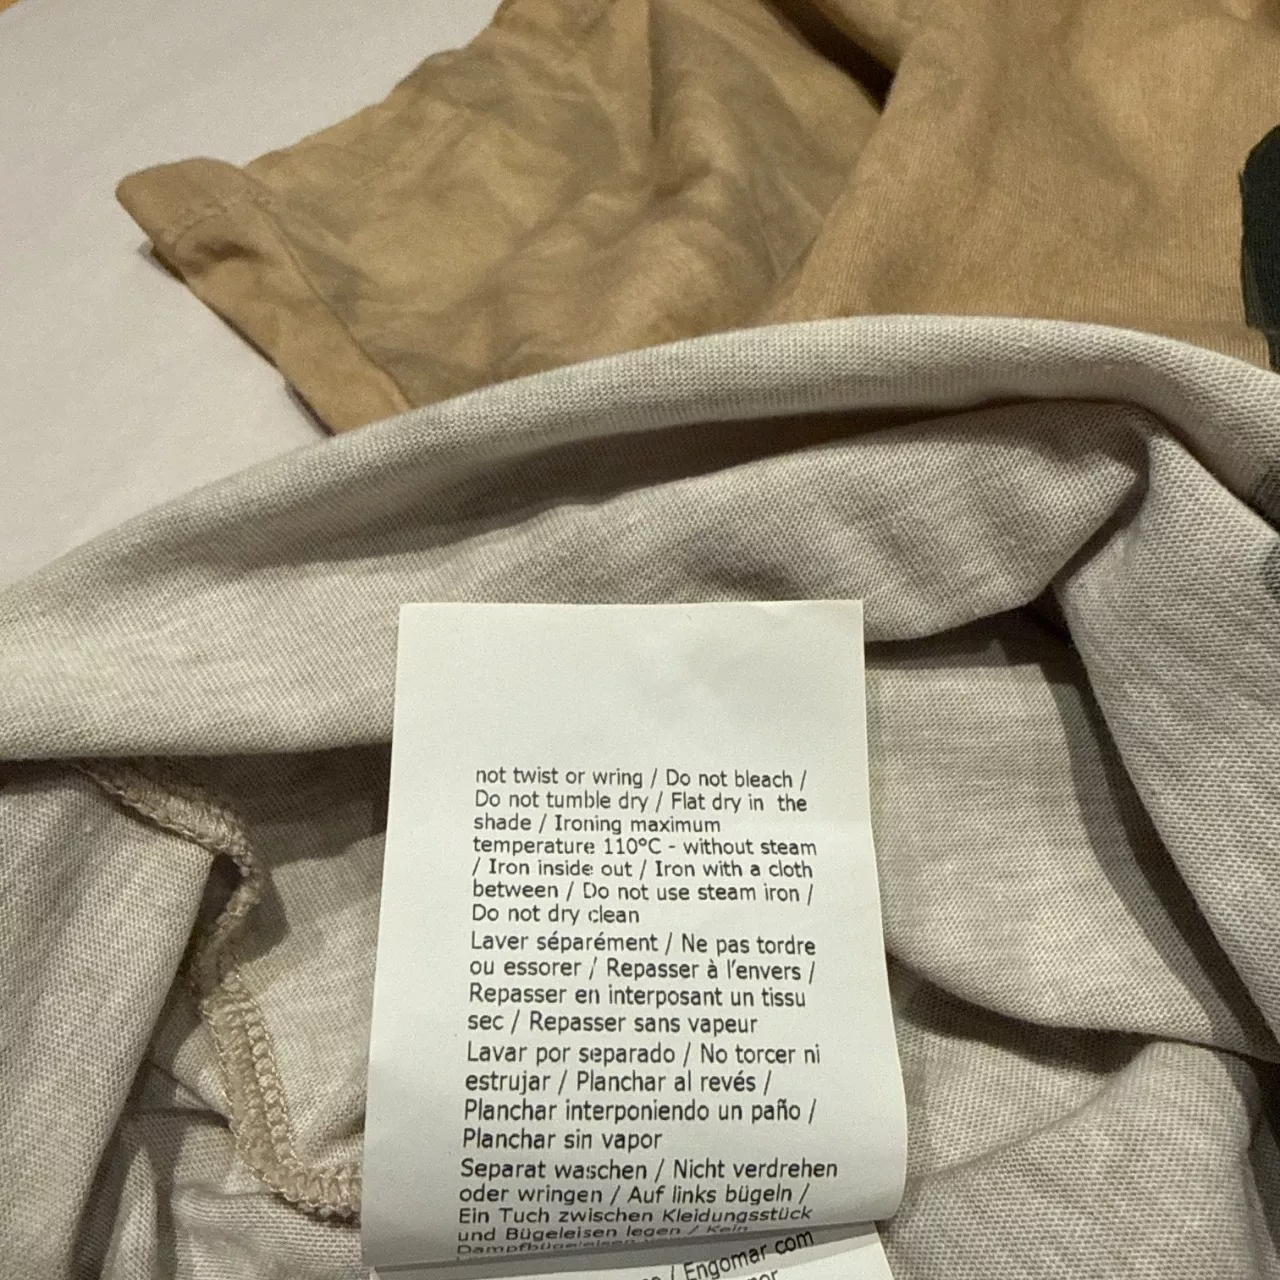 not twist or wring / Do not bleach /
Do not tumble dry / Flat dry in the
shade / Ironing maximum
temperature 110°C - without steam
/ Iron inside out / Iron with a cloth
between / Do not use steam iron /
Do not dry clean
Laver séparément / Ne pas tordre
ou essorer / Repasser à l'envers /
Repasser en interposant un tissu
sec / Repasser sans vapeur
Lavar por separado / No torcer ni
estrujar / Planchar al revés /
Planchar interponiendo un paño /
Planchar sin vapor
Separat waschen / Nicht verdrehen
oder wringen / Auf links bügeln /
Ein Tuch zwischen Kleidungsstück
und Bügeleisen legen / Kein
/ Engomar com